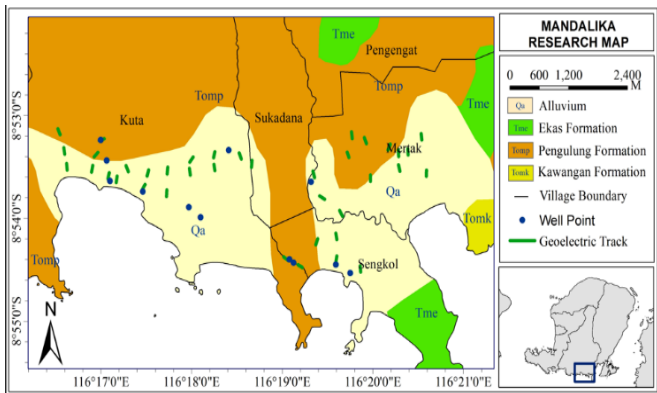 MANDALIKA
RESEARCH MAP
0 600 1,200 2,400
M
Qa Alluvium
Tme Ekas Formation
Tomp Pengulung Formation
Tomk Kawangan Formation
Village Boundary
Well Point
Geoelectric Track
Tme
Pengengat
Tomp
Tomp
Tme
Kuta
Sukadana
Mertak
Qa
Tomk
Qa
Sengkol
Tomp
Tme
N
8°53'0"S
8°54'0"S
8°55'0"S
116°17'0"E 116°18'0"E 116°19'0"E 116°20'0"E 116°21'0"E